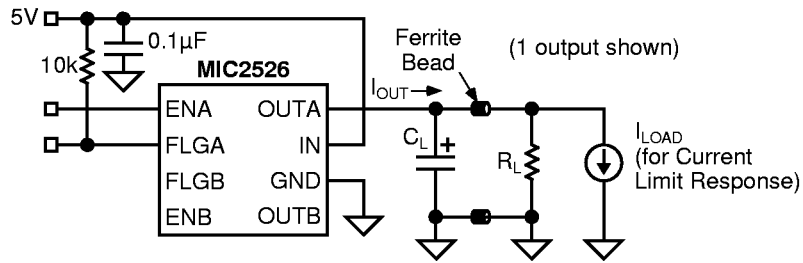 5V
0.1µF
10k
MIC2526
ENA
FLGA
FLGB
ENB
OUTA
IN
GND
OUTB
IOUT
Ferrite
Bead
(1 output shown)
CL
+
RL
ILOAD
(for Current
Limit Response)